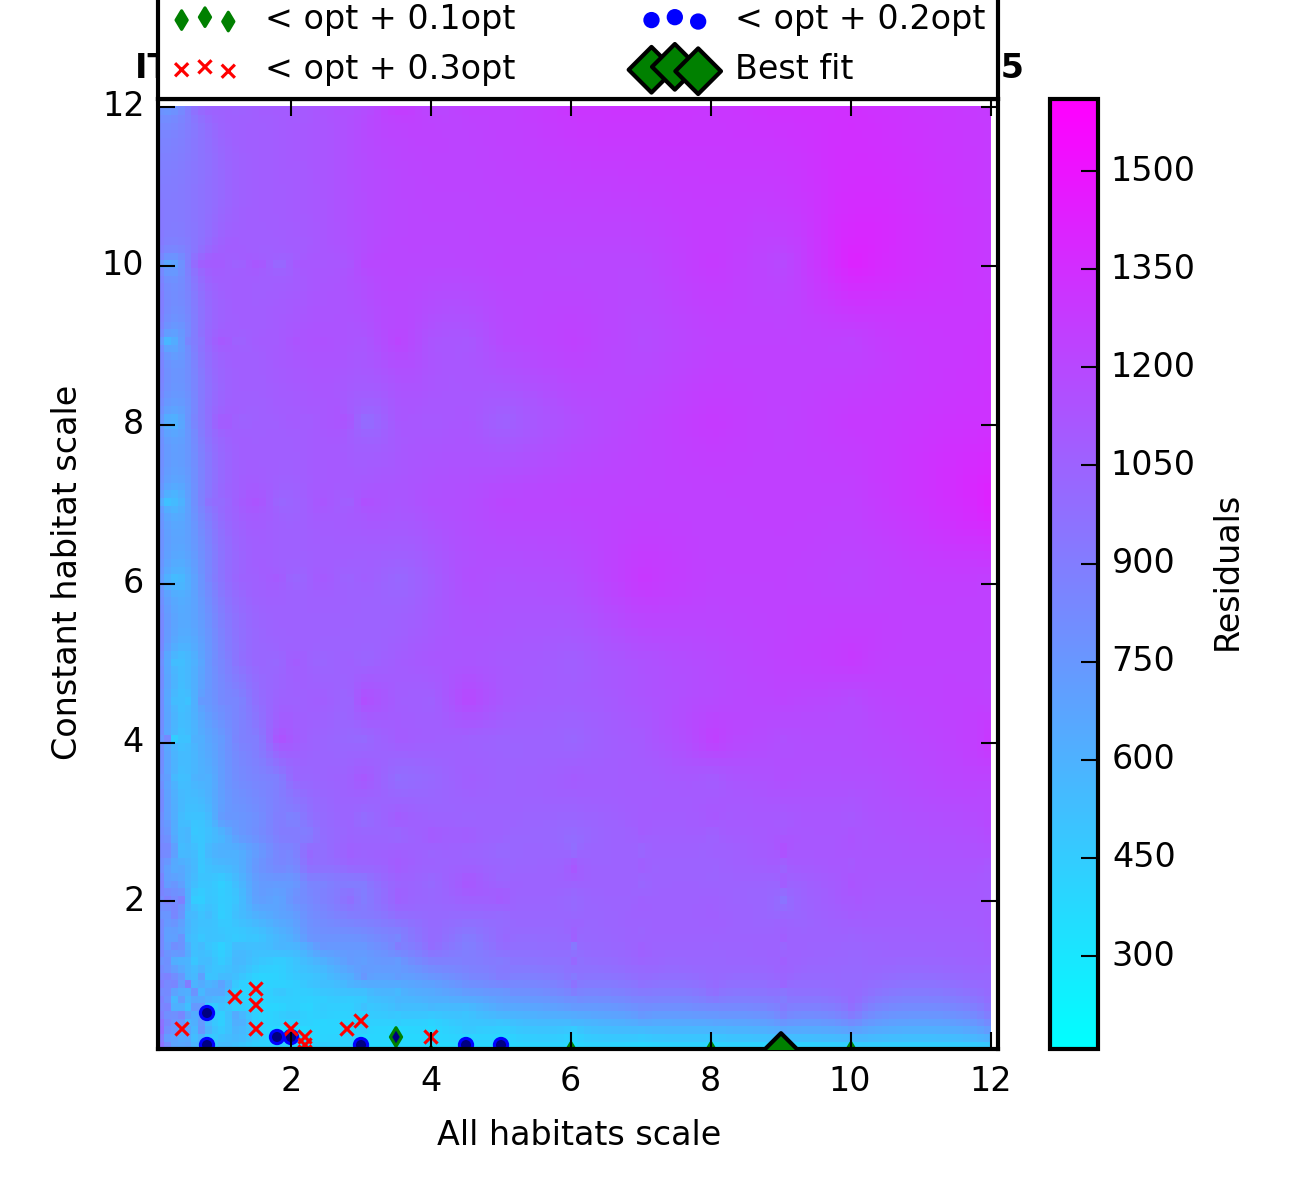 < opt + 0.1opt < opt + 0.2opt
< opt + 0.3opt Best fit
5
12
10
8
6
4
2
Constant habitat scale
2 4 6 8 10 12
All habitats scale
1500
1350
1200
1050
900
750
600
450
300
Residuals